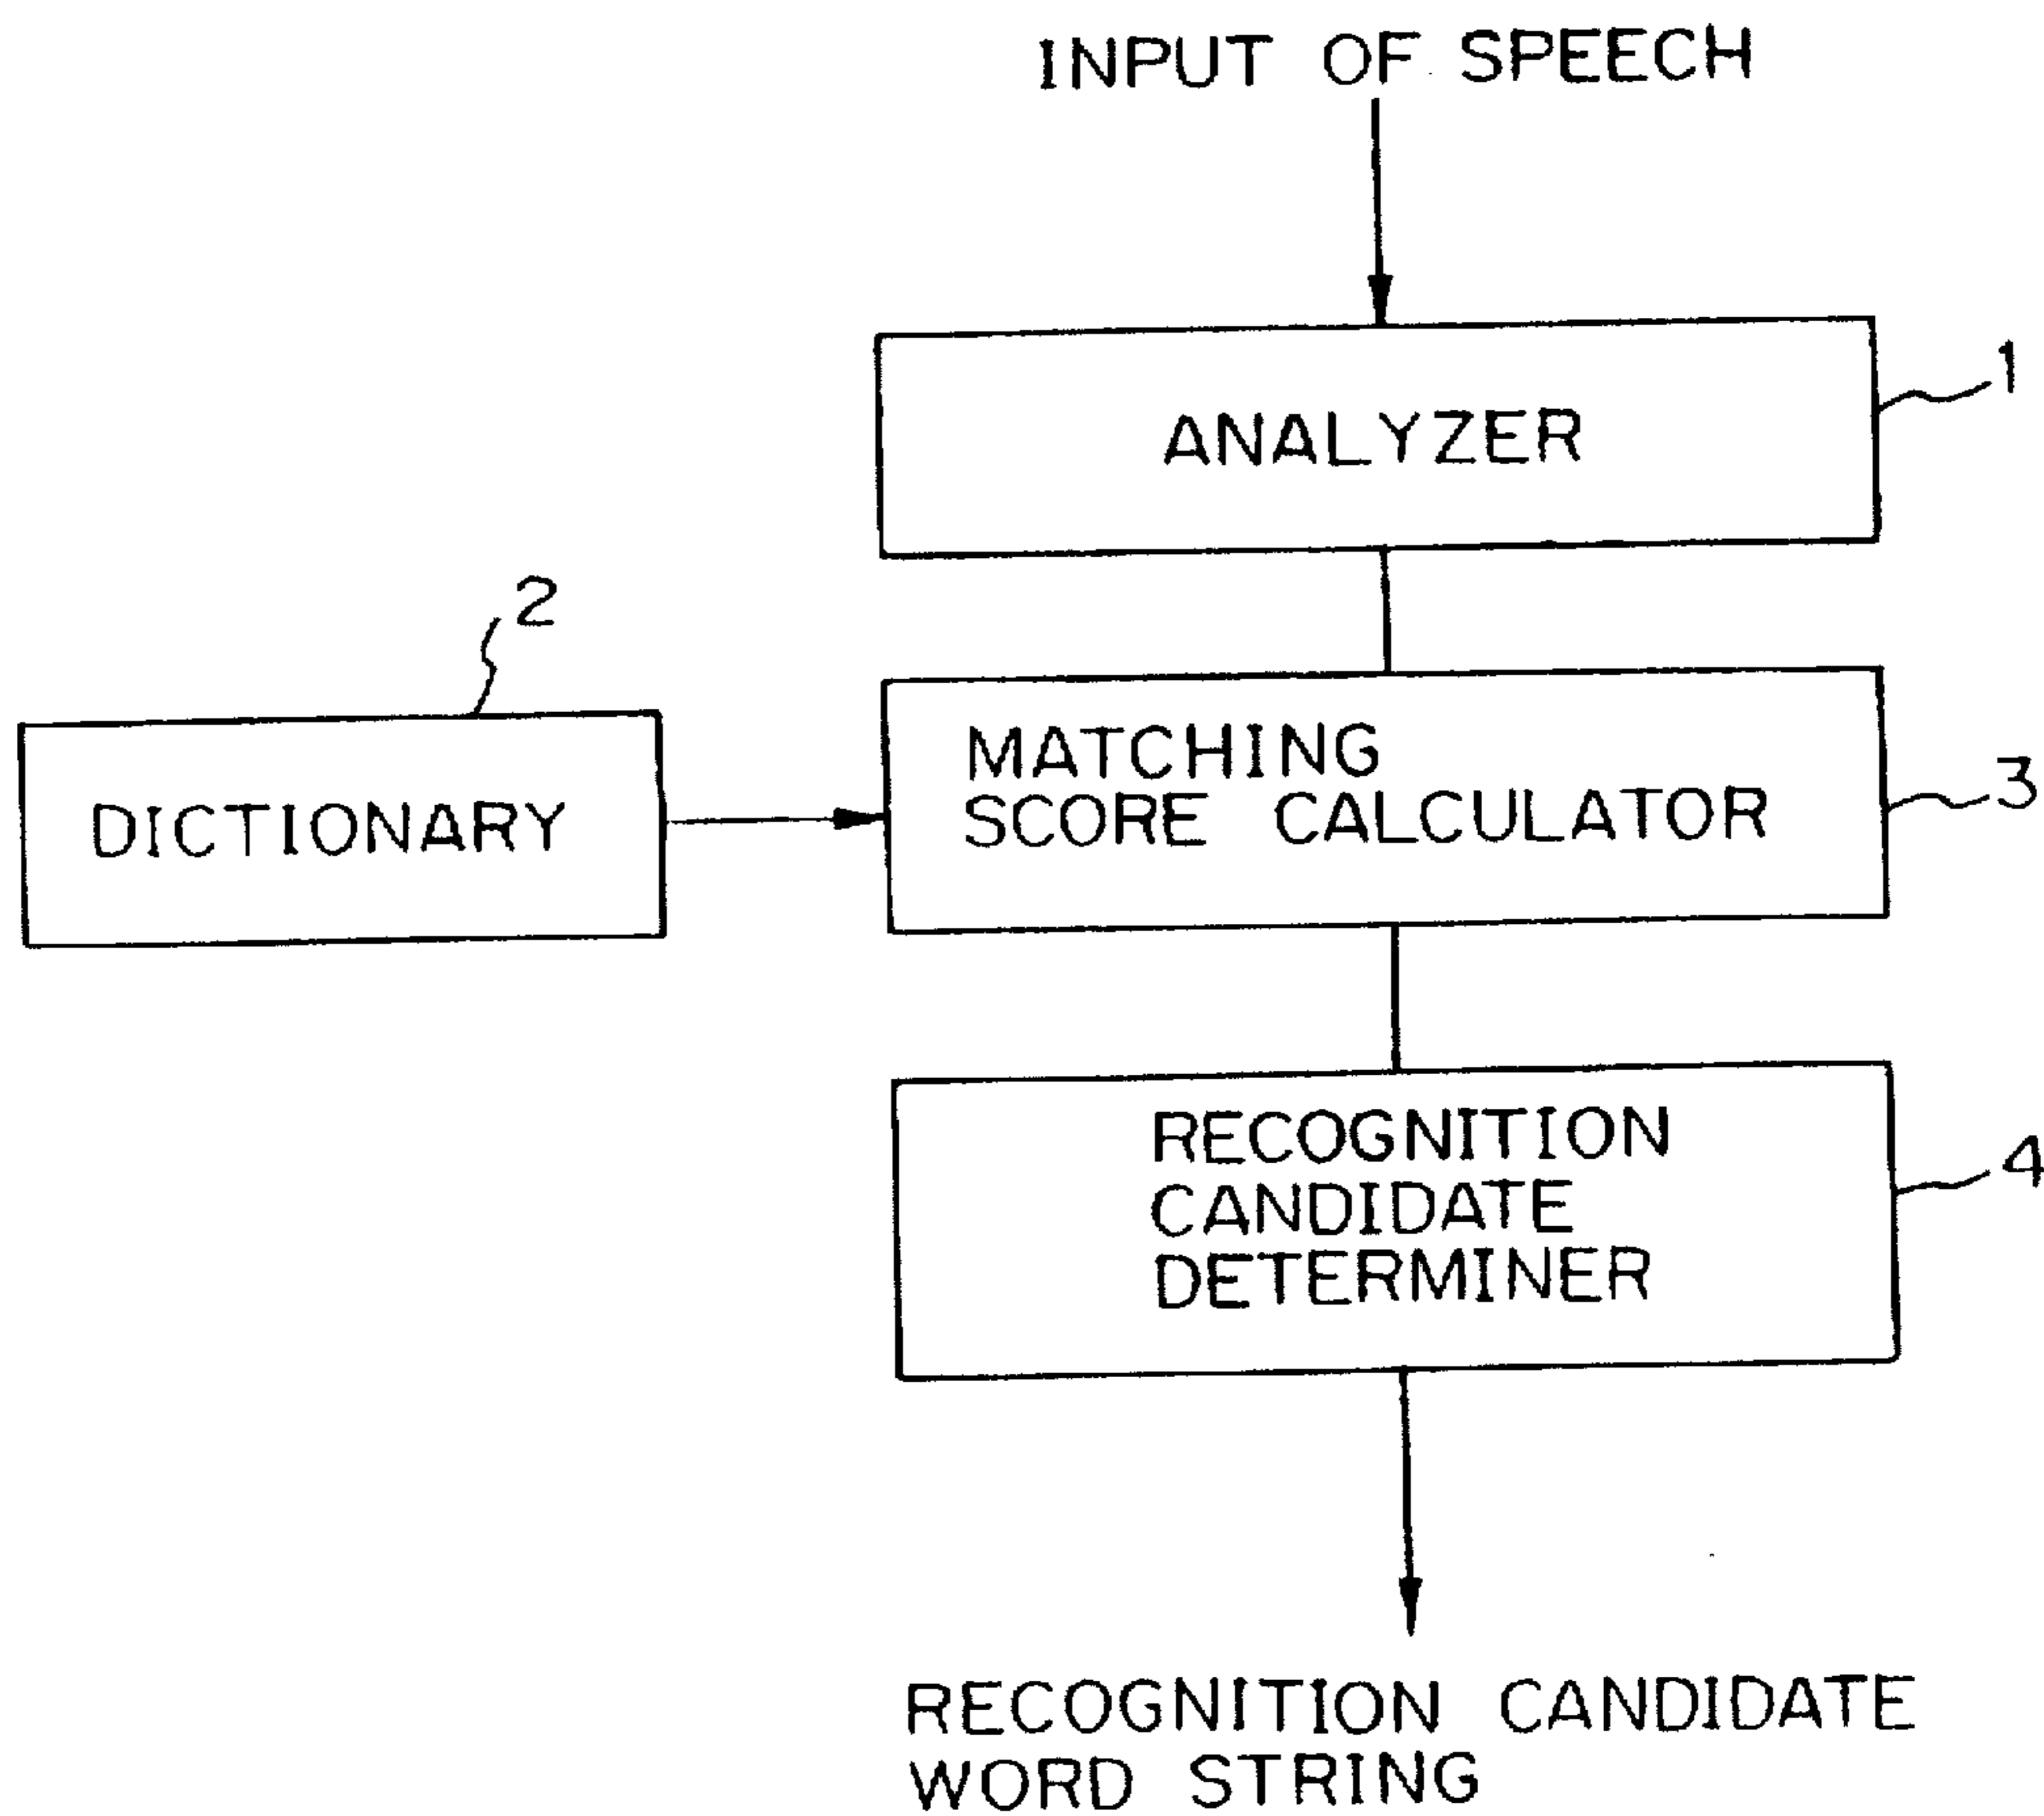 INPUT OF SPEECH
1
ANALYZER
2
DICTIONARY
MATCHING
SCORE CALCULATOR
3
RECOGNITION
CANDIDATE
DETERMINER
4
RECOGNITION CANDIDATE
WORD STRING